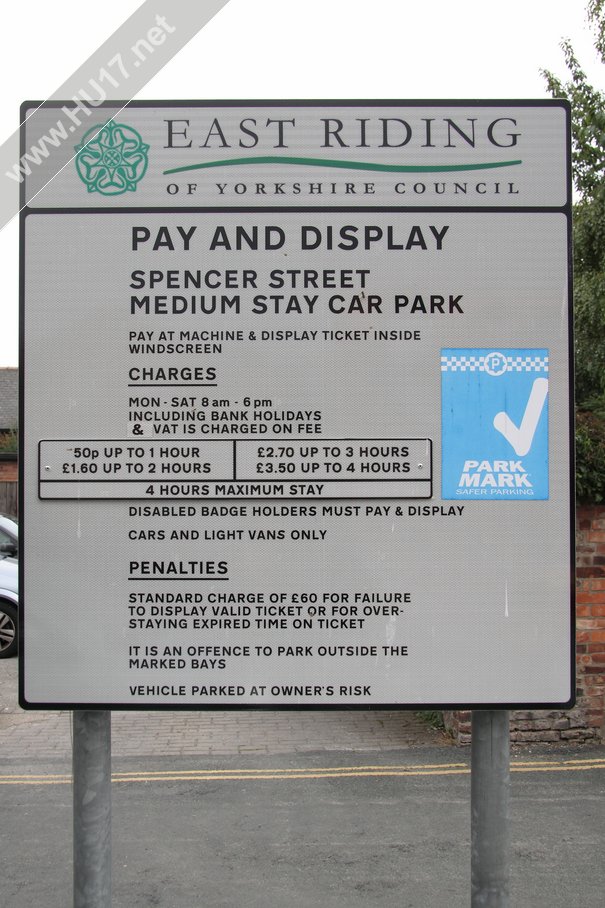 www.HU17.net
EAST RIDING
OF YORKSHIRE COUNCIL
PAY AND DISPLAY
SPENCER STREET
MEDIUM STAY CAR PARK
PAY AT MACHINE & DISPLAY TICKET INSIDE
WINDSCREEN
CHARGES
MON - SAT 8 am - 6 pm
INCLUDING BANK HOLIDAYS
& VAT IS CHARGED ON FEE
50p UP TO 1 HOUR
£1.60 UP TO 2 HOURS
£2.70 UP TO 3 HOURS
£3.50 UP TO 4 HOURS
4 HOURS MAXIMUM STAY
P
PARK
MARK
SAFER PARKING
DISABLED BADGE HOLDERS MUST PAY & DISPLAY
CARS AND LIGHT VANS ONLY
PENALTIES
STANDARD CHARGE OF £60 FOR FAILURE
TO DISPLAY VALID TICKET OR FOR OVER-
STAYING EXPIRED TIME ON TICKET
IT IS AN OFFENCE TO PARK OUTSIDE THE
MARKED BAYS
VEHICLE PARKED AT OWNER'S RISK